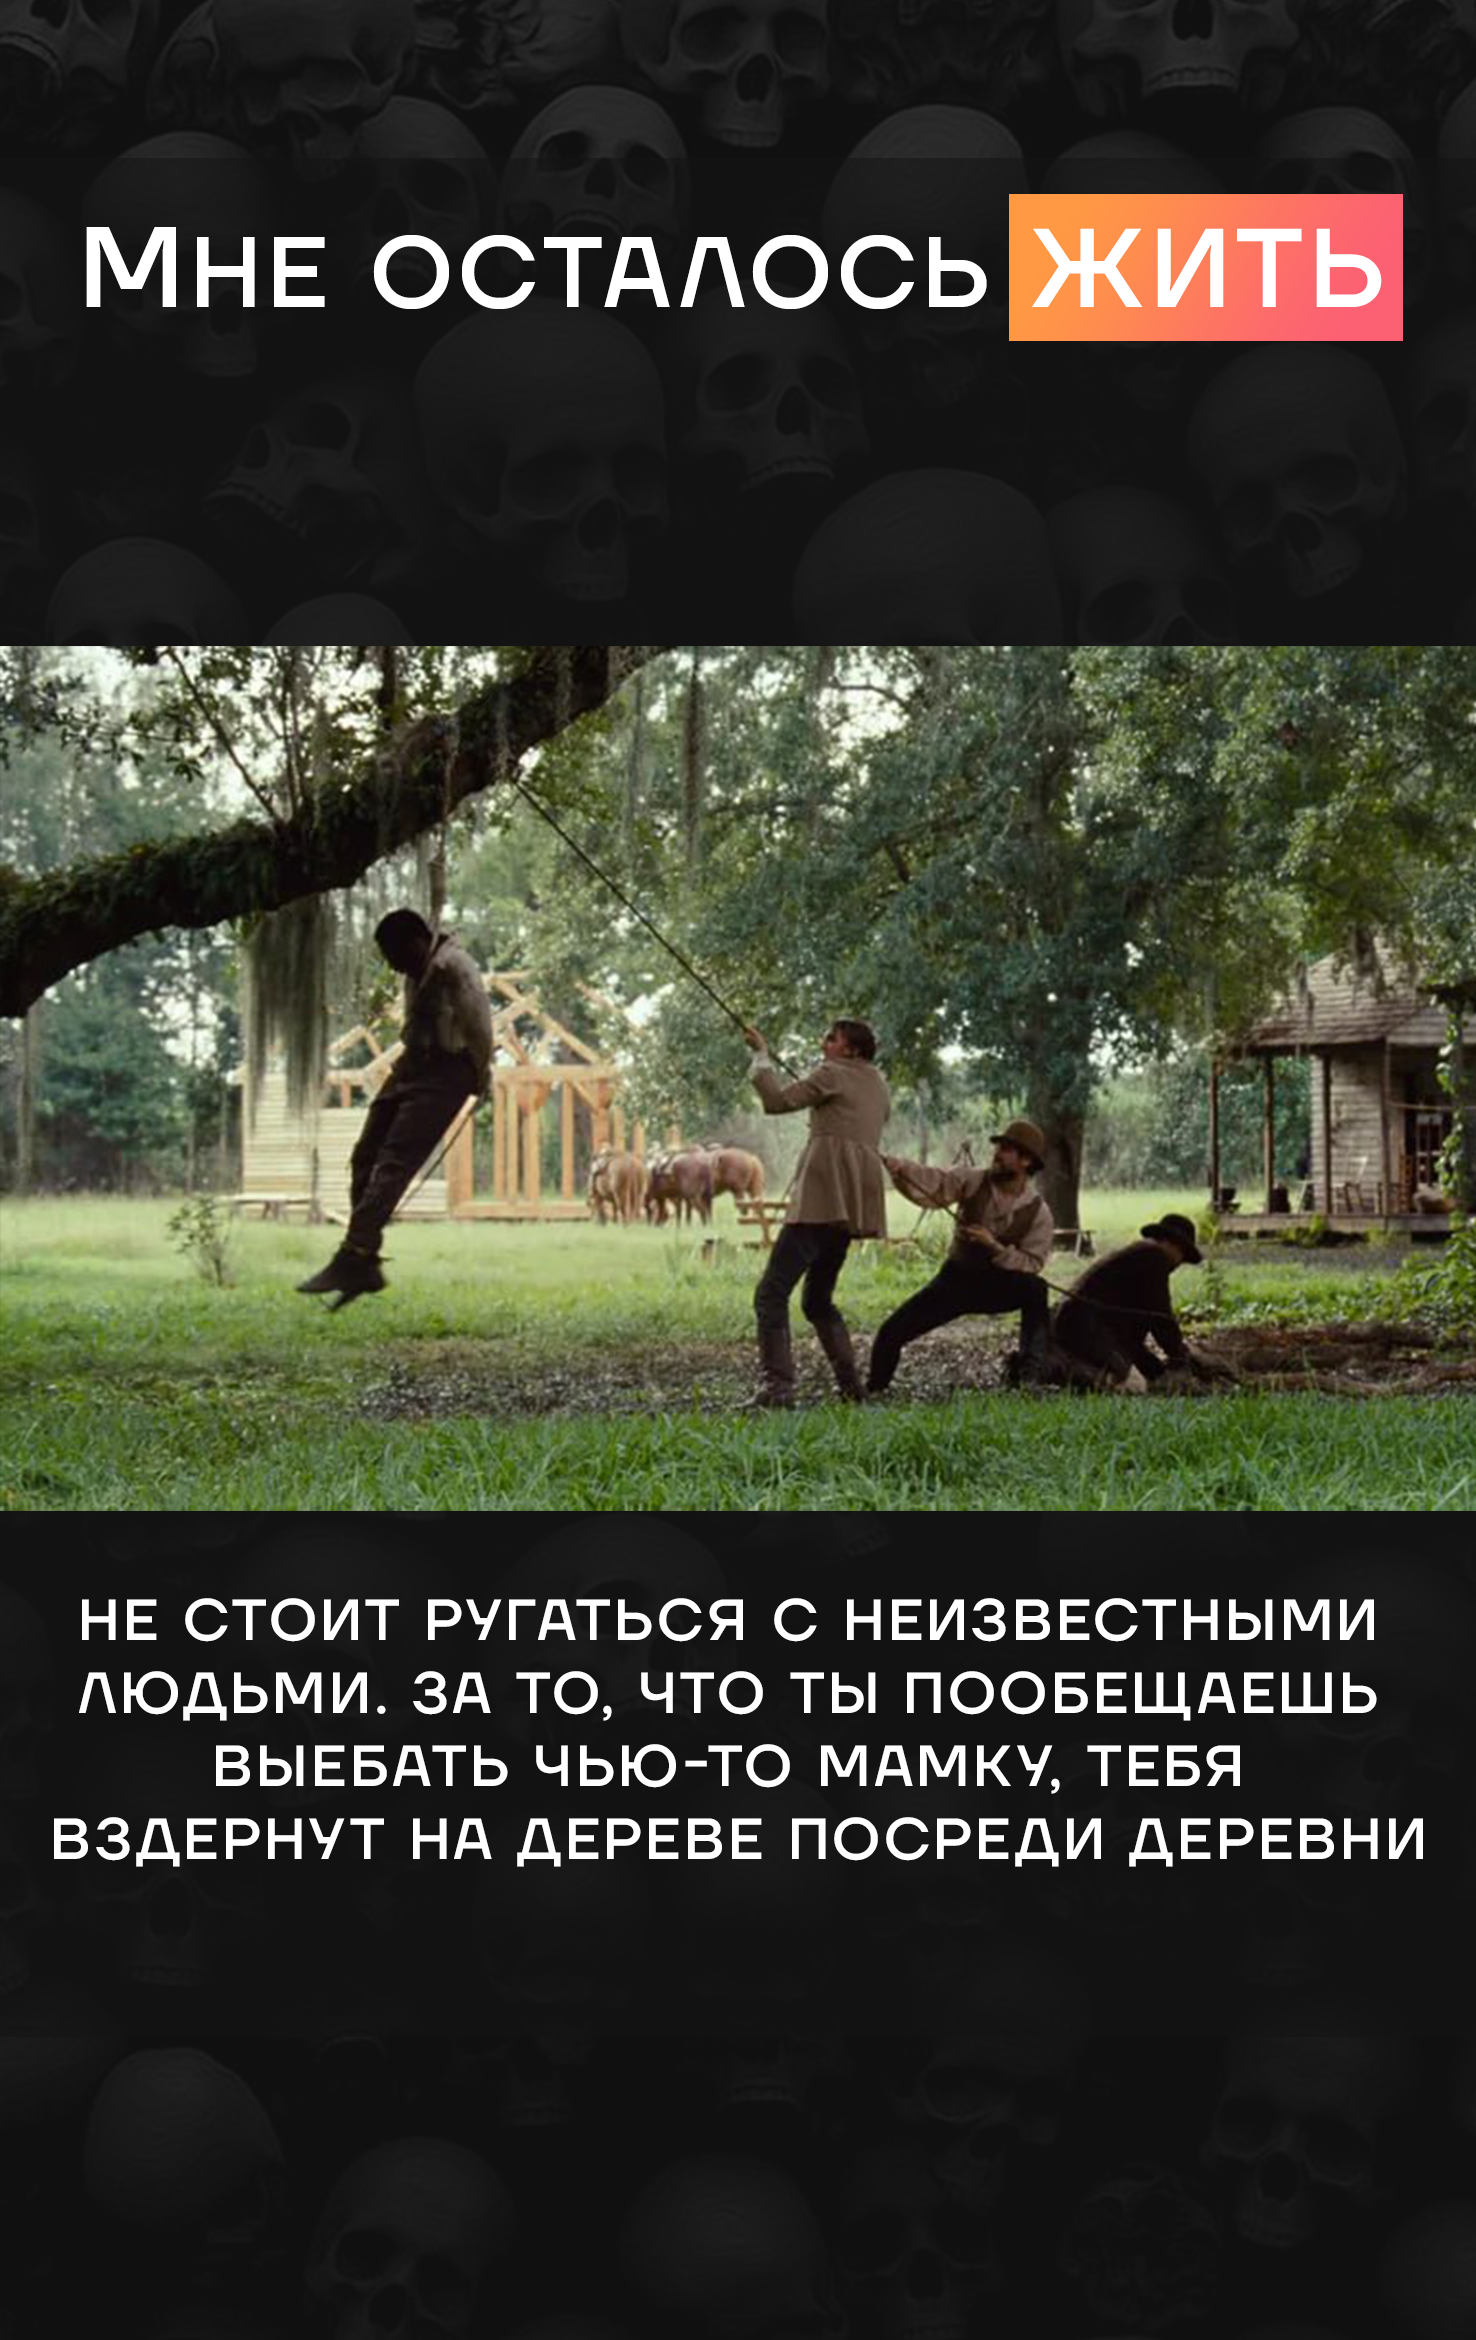 Мне осталось жить
не стоит ругаться с неизвестными
людьми. За то, что ты пообещаешь
выебать чью-то мамку, тебя
вздернут на дереве посреди деревни